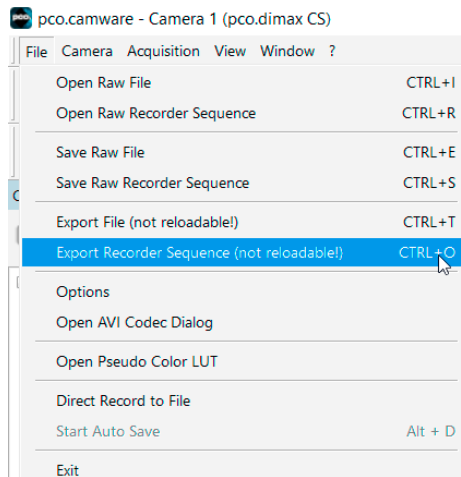 pco.camware - Camera 1 (pco.dimax CS)
File Camera Acquisition View Window ?
Open Raw File CTRL+I
Open Raw Recorder Sequence CTRL+R
Save Raw File CTRL+E
Save Raw Recorder Sequence CTRL+S
Export File (not reloadable!) CTRL+T
Export Recorder Sequence (not reloadable!) CTRL+O
Options
Open AVI Codec Dialog
Open Pseudo Color LUT
Direct Record to File
Start Auto Save Alt + D
Exit